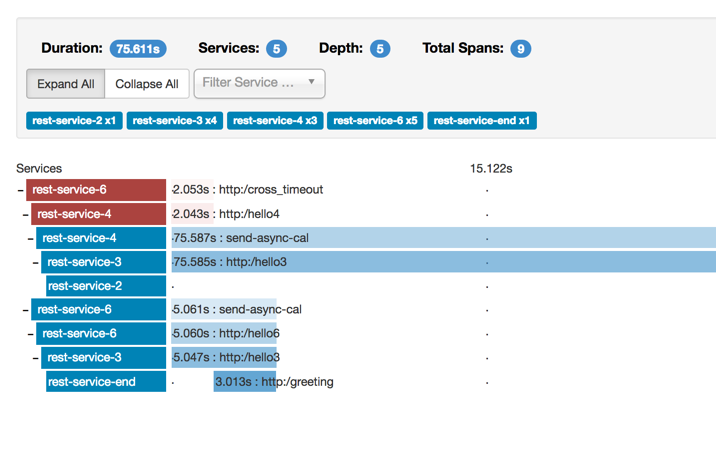 Duration: 75.611s Services: 5 Depth: 5 Total Spans: 9
Expand All Collapse All Filter Service ...
rest-service-2 x1 rest-service-3 x4 rest-service-4 x3 rest-service-6 x5 rest-service-end x1
Services 15.122s
rest-service-6 2.053s : http:/cross_timeout
rest-service-4 2.043s : http:/hello4
rest-service-4 75.587s : send-async-cal
rest-service-3 75.585s : http:/hello3
rest-service-2
rest-service-6 5.061s : send-async-cal
rest-service-6 5.060s : http:/hello6
rest-service-3 5.047s : http:/hello3
rest-service-end 3.013s : http:/greeting